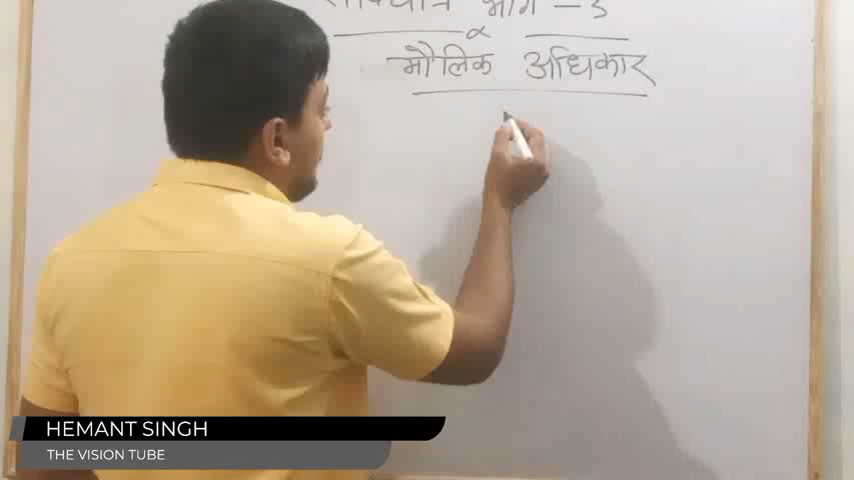 भाग - 3
मौलिक अधिकार
HEMANT SINGH
THE VISION TUBE